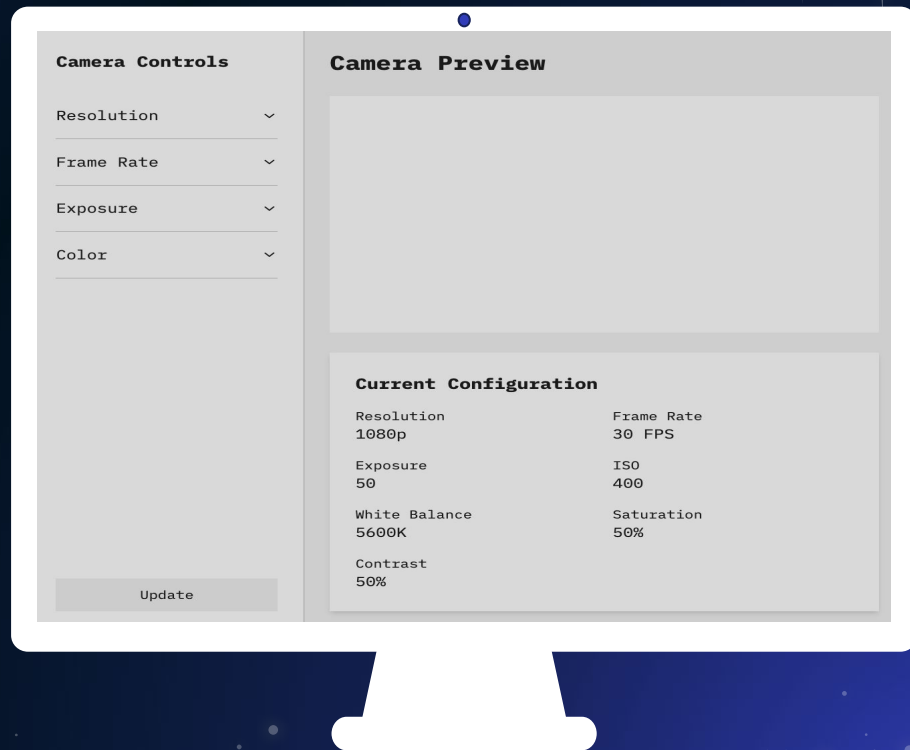 Camera Controls
Resolution
Frame Rate
Exposure
Color
Update
Camera Preview
Current Configuration
Resolution
1080p
Frame Rate
30 FPS
Exposure
50
ISO
400
White Balance
5600K
Saturation
50%
Contrast
50%